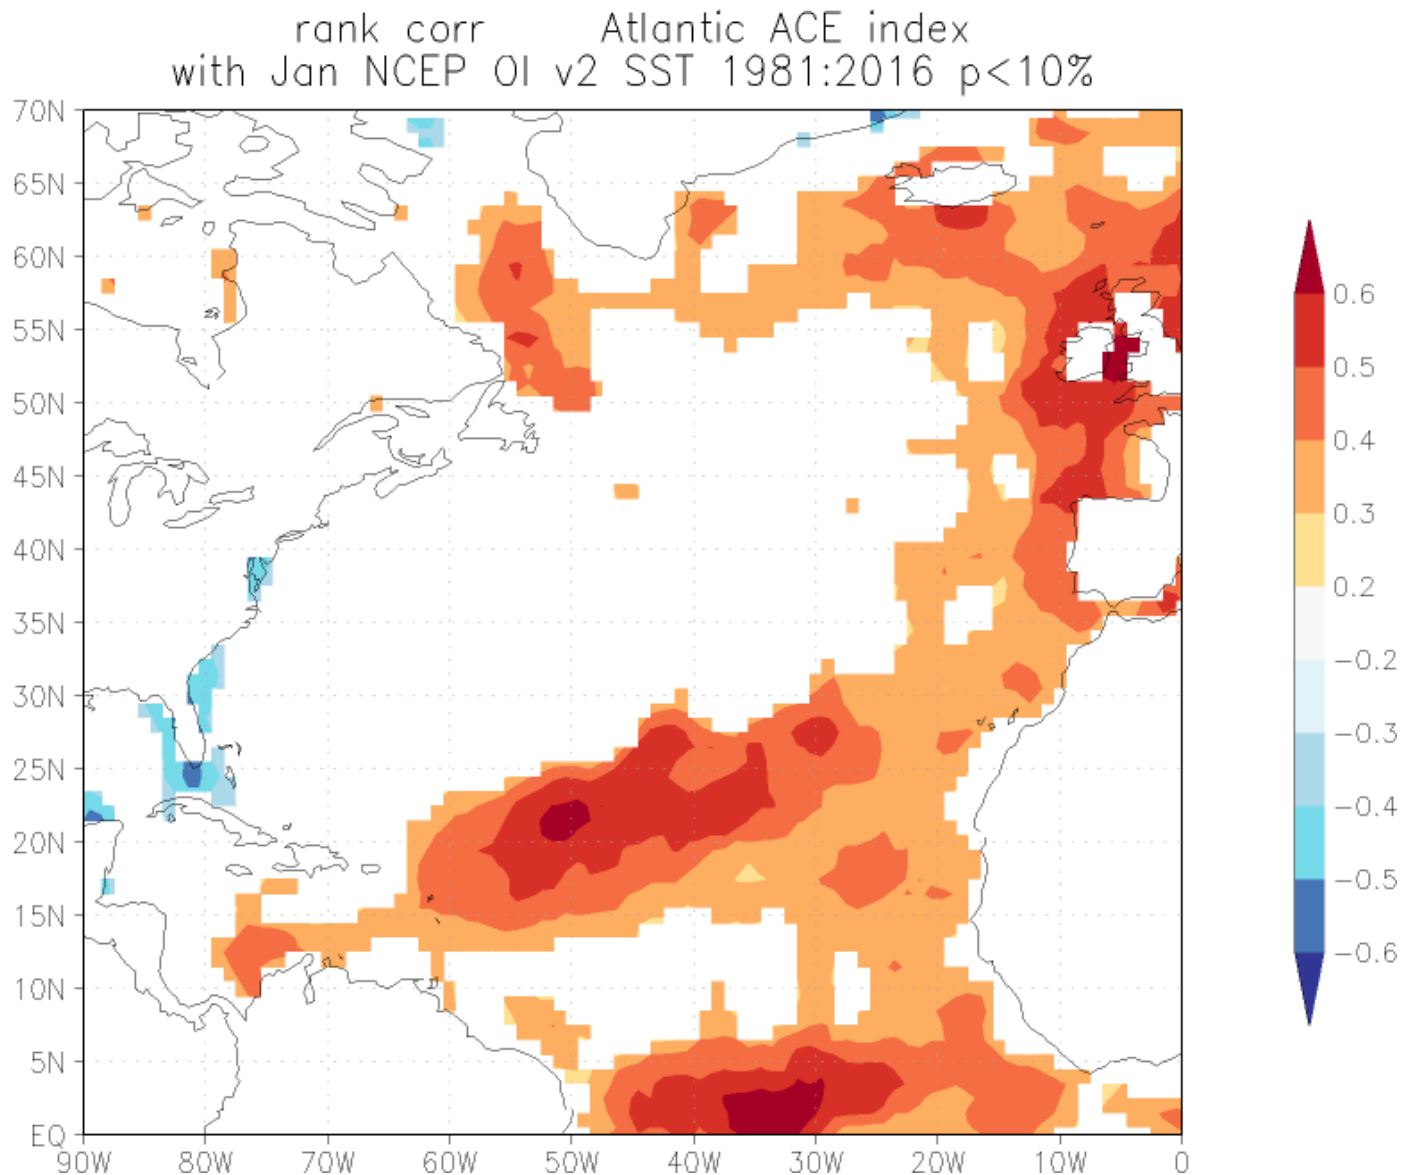 rank corr Atlantic ACE index
with Jan NCEP OI v2 SST 1981:2016 p<10%
70N
65N
60N
55N
50N
45N
40N
35N
30N
25N
20N
15N
10N
5N
EQ
90W 80W 70W 60W 50W 40W 30W 20W 10W 0
0.6
0.5
0.4
0.3
0.2
-0.2
-0.3
-0.4
-0.5
-0.6